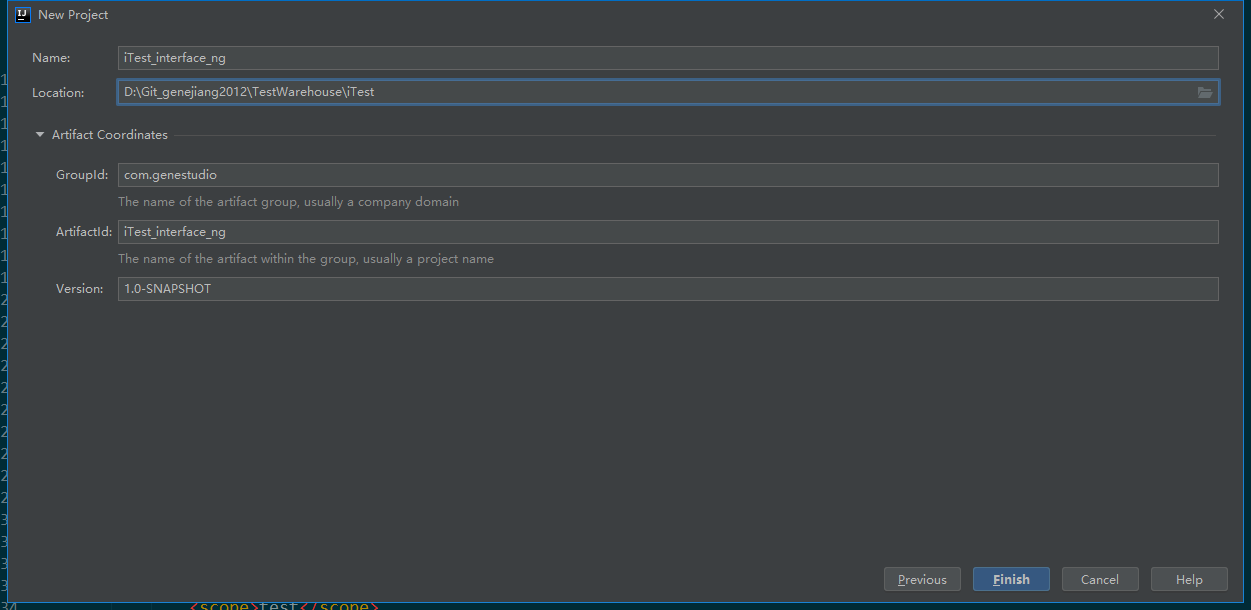 New Project
Name: iTest_interface_ng
Location: D:\Git_genejiang2012\TestWarehouse\iTest
Artifact Coordinates
GroupId: com.genestudio
The name of the artifact group, usually a company domain
ArtifactId: iTest_interface_ng
The name of the artifact within the group, usually a project name
Version: 1.0-SNAPSHOT
Previous Finish Cancel Help
34 <scope>test</scope>